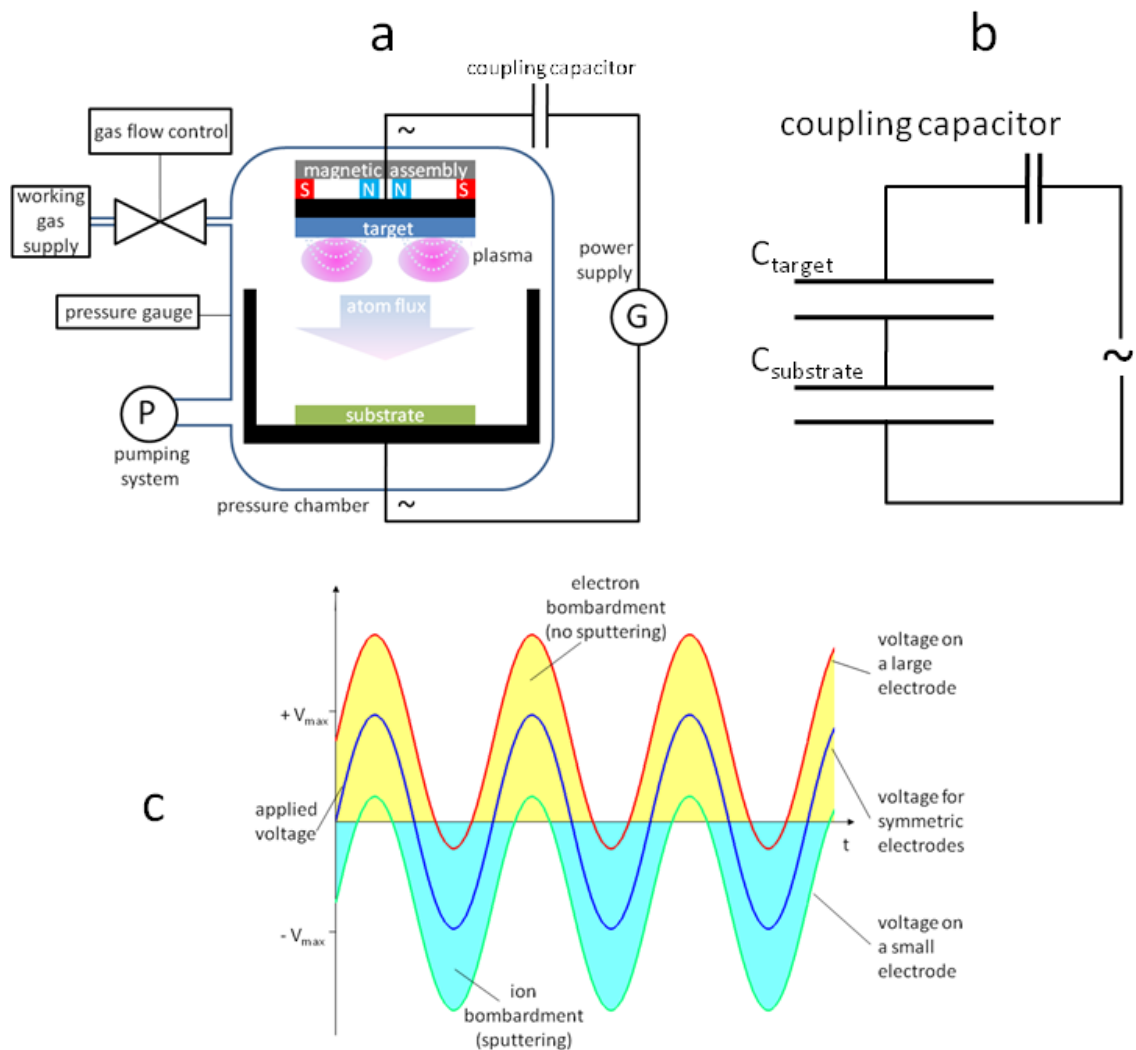 a
coupling capacitor
~
gas flow control
working
gas
supply
magnetic assembly
S N N S
target
plasma
power
supply
G
pressure gauge
atom flux
P
pumping
system
substrate
pressure chamber
~
b
coupling capacitor
C target
C substrate
~
c
electron
bombardment
(no sputtering)
voltage on
a large
electrode
+ Vmax
applied
voltage
t
voltage for
symmetric
electrodes
- Vmax
voltage on
a small
electrode
ion
bombardment
(sputtering)